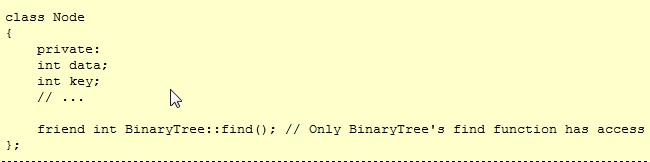 class Node
{
    private:
    int data;
    int key;
    // ...
    friend int BinaryTree::find(); // Only BinaryTree's find function has access
};